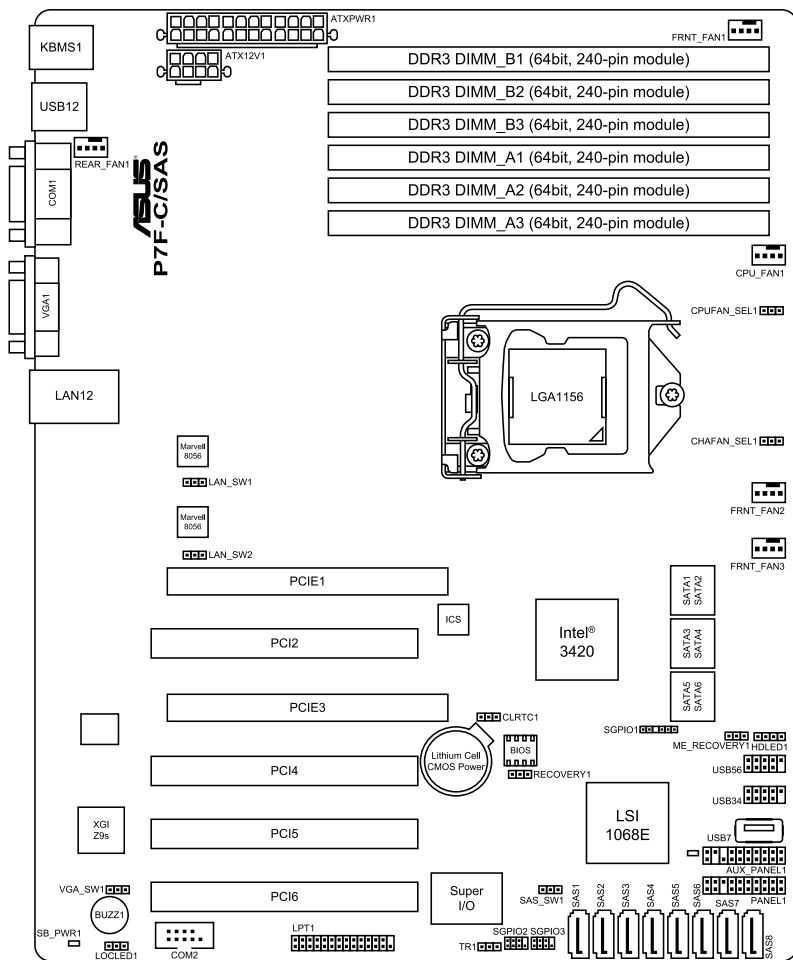 ATXPWR1
FRNT_FAN1
KBMS1
ATX12V1
DDR3 DIMM_B1 (64bit, 240-pin module)
DDR3 DIMM_B2 (64bit, 240-pin module)
USB12
DDR3 DIMM_B3 (64bit, 240-pin module)
REAR_FAN1
DDR3 DIMM_A1 (64bit, 240-pin module)
COM1
ASUS®
P7F-C/SAS
DDR3 DIMM_A2 (64bit, 240-pin module)
DDR3 DIMM_A3 (64bit, 240-pin module)
CPU_FAN1
VGA1
CPUFAN_SEL1
LAN12
LGA1156
CHAFAN_SEL1
Marvell
8056
LAN_SW1
FRNT_FAN2
Marvell
8056
LAN_SW2
FRNT_FAN3
PCIE1
SATA1
SATA2
ICS
PCI2
Intel®
3420
SATA3
SATA4
PCIE3
SATA5
SATA6
CLRTC1
SGPIO1
ME_RECOVERY1
HDLED1
Lithium Cell
CMOS Power
BIOS
PCI4
RECOVERY1
USB56
USB34
XGI
Z9s
PCI5
LSI
1068E
USB7
AUX_PANEL1
VGA_SW1
PCI6
Super
I/O
SAS_SW1
SAS1
SAS2
SAS3
SAS4
SAS5
SAS6
PANEL1
SAS7
BUZZ1
SB_PWR1
LOCLED1
COM2
LPT1
TR1
SGPIO2
SGPIO3
SAS8